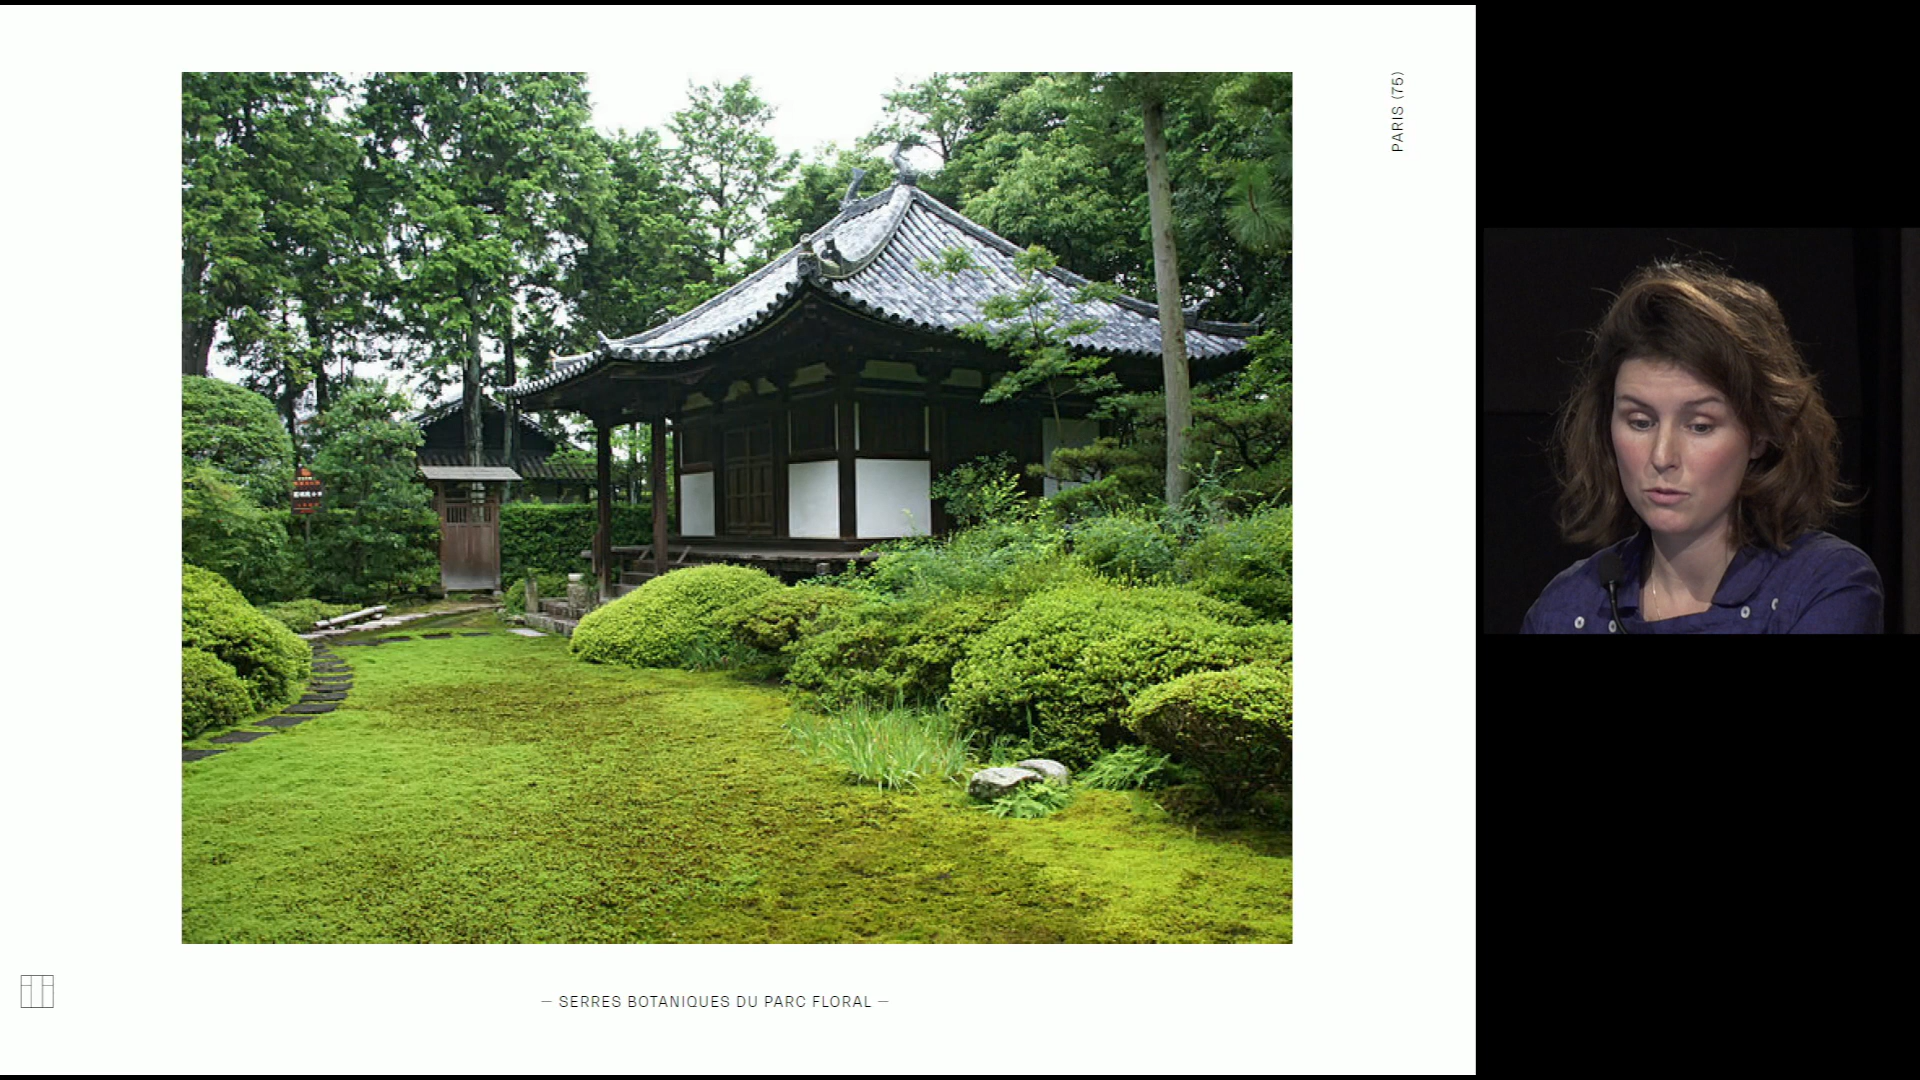 PARIS (75)
— SERRES BOTANIQUES DU PARC FLORAL —